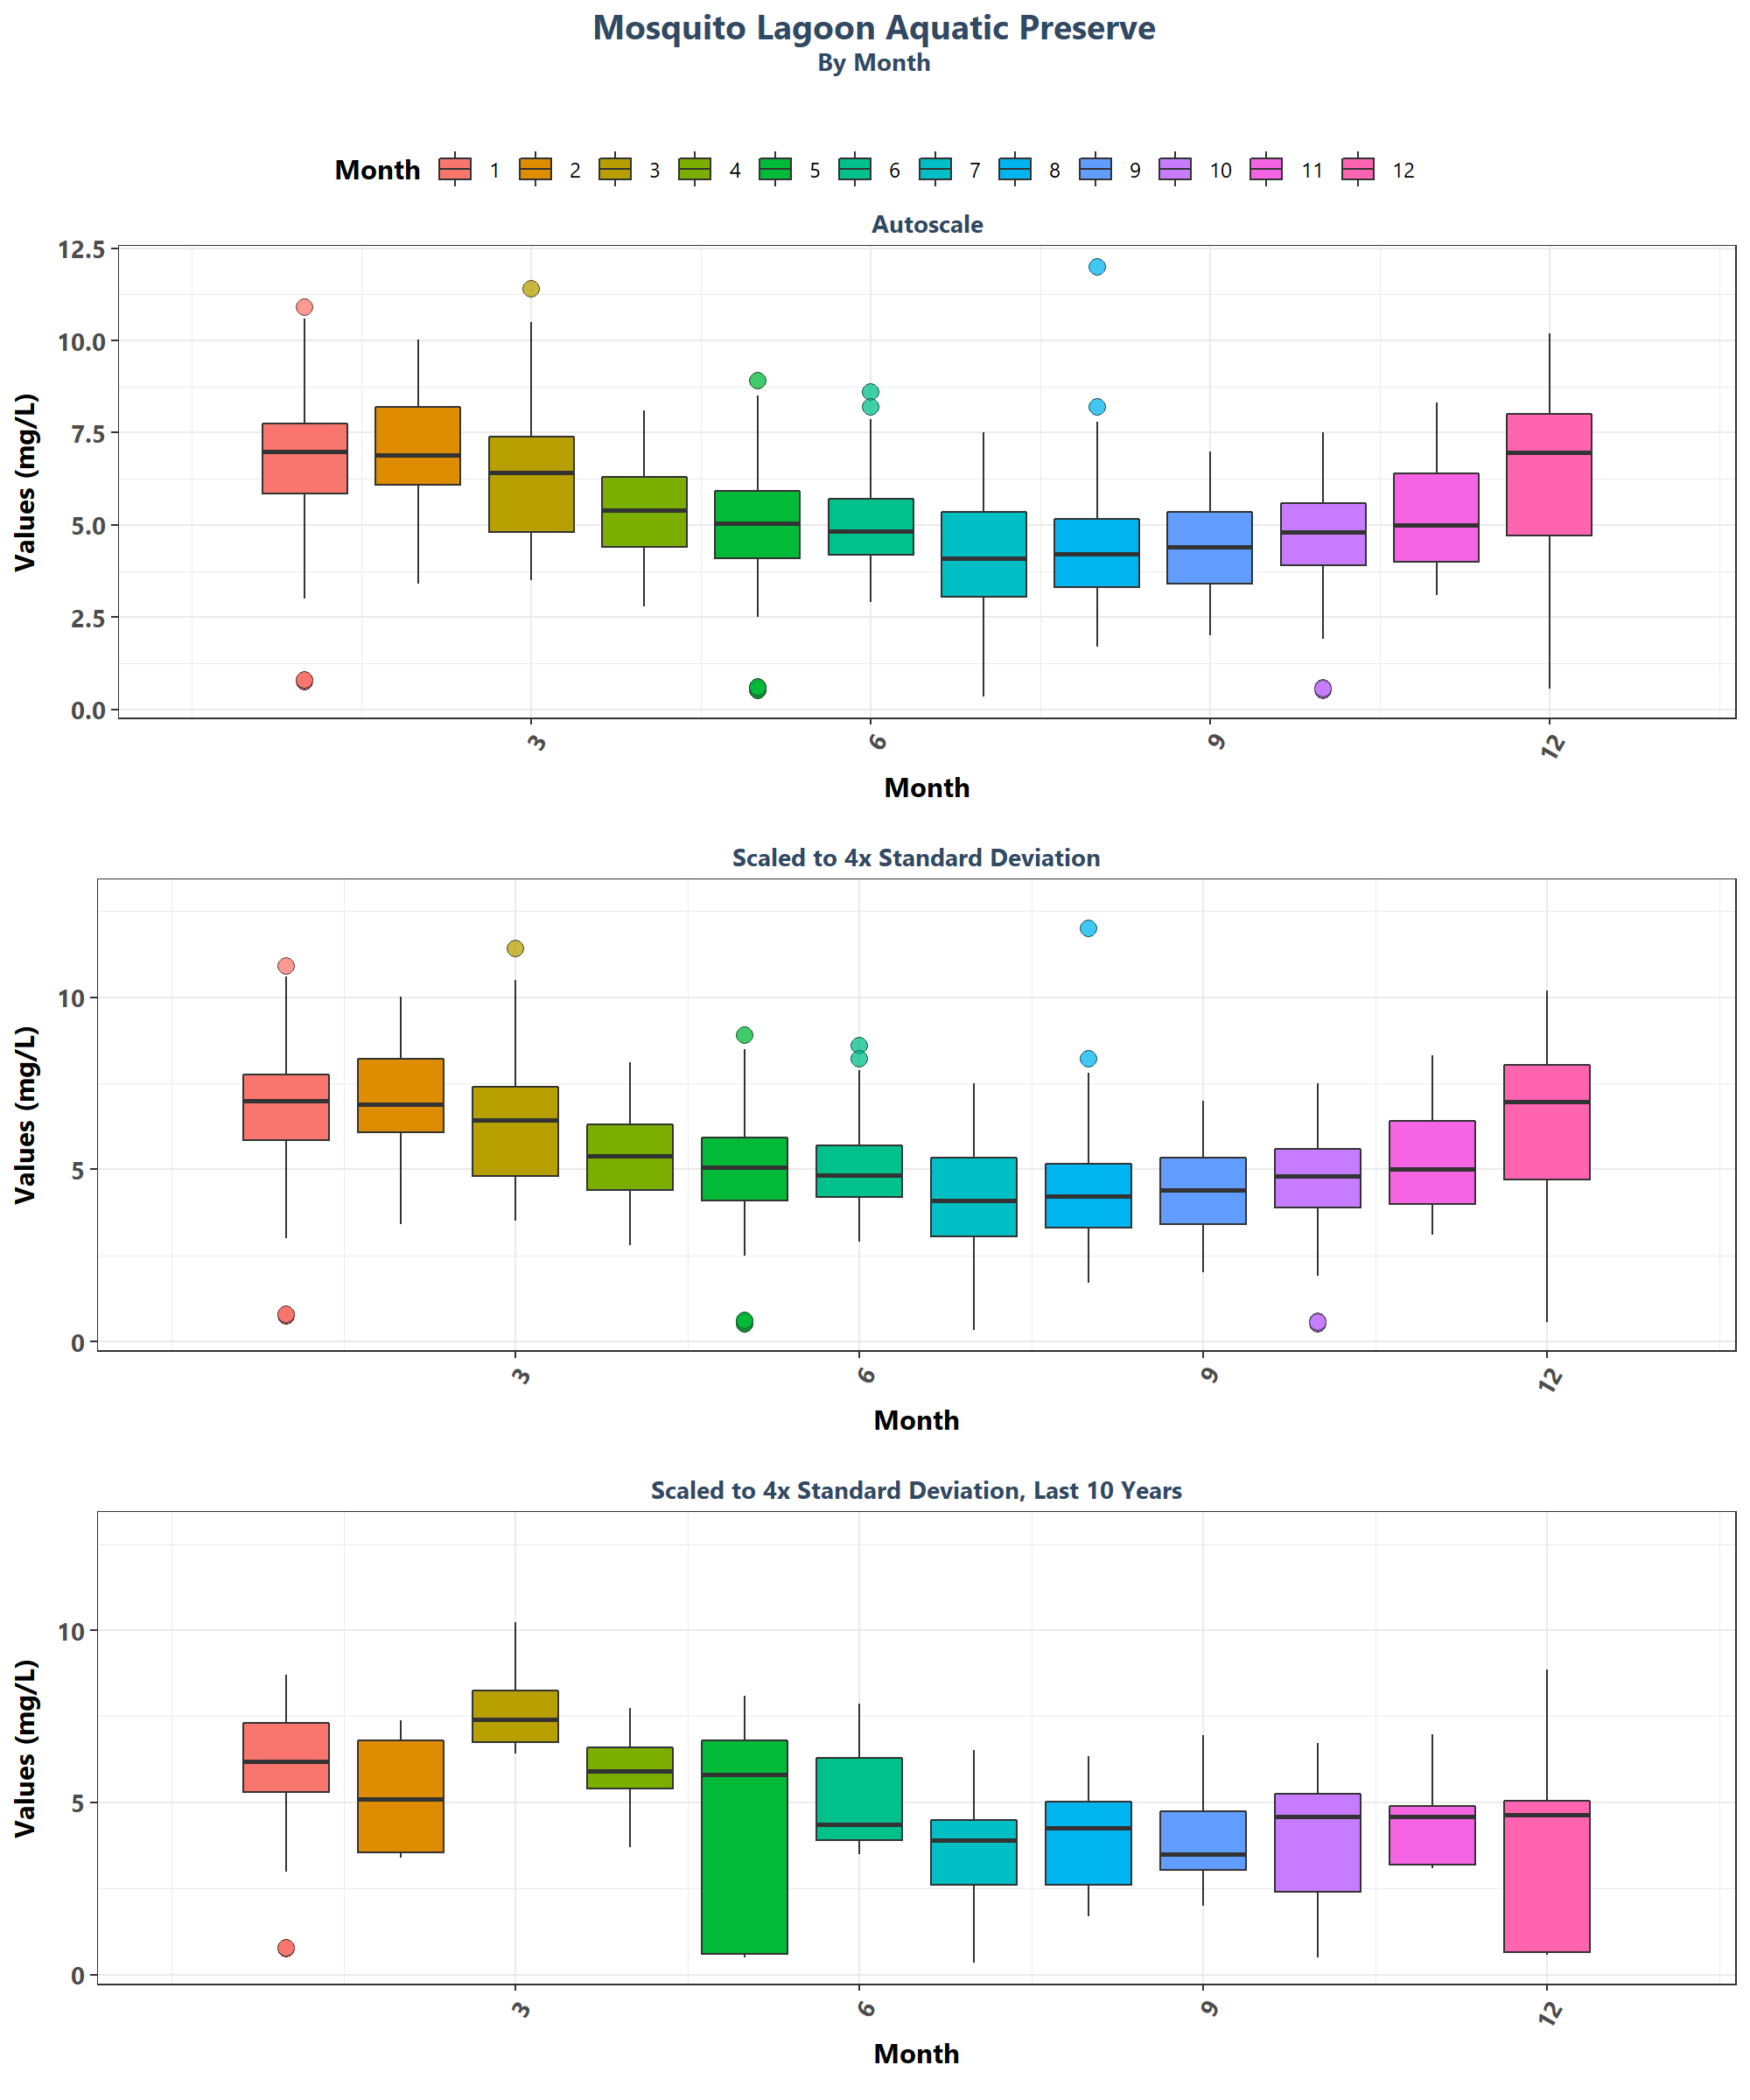 Mosquito Lagoon Aquatic Preserve
By Month
Month 1 2 3 4 5 6 7 8 9 10 11 12
Autoscale
Values (mg/L)
12.5
10.0
7.5
5.0
2.5
0.0
3 6 9 12
Month
Scaled to 4x Standard Deviation
Values (mg/L)
10
5
0
3 6 9 12
Month
Scaled to 4x Standard Deviation, Last 10 Years
Values (mg/L)
10
5
0
3 6 9 12
Month